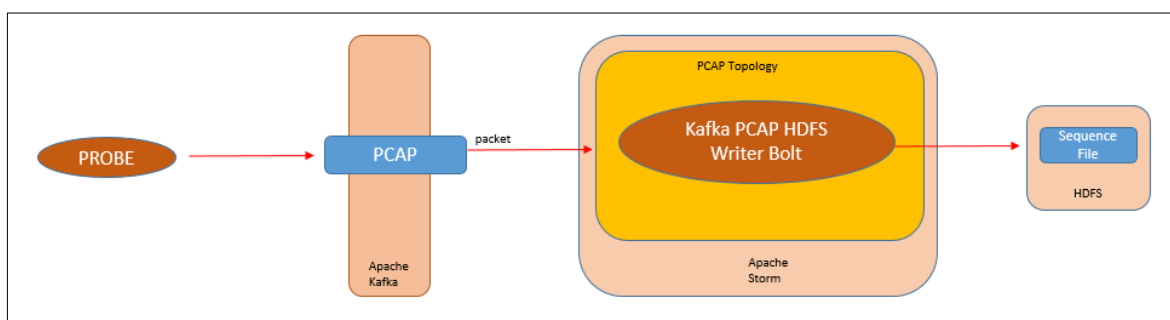 PROBE
PCAP
Apache
Kafka
packet
PCAP Topology
Kafka PCAP HDFS
Writer Bolt
Apache
Storm
Sequence
File
HDFS